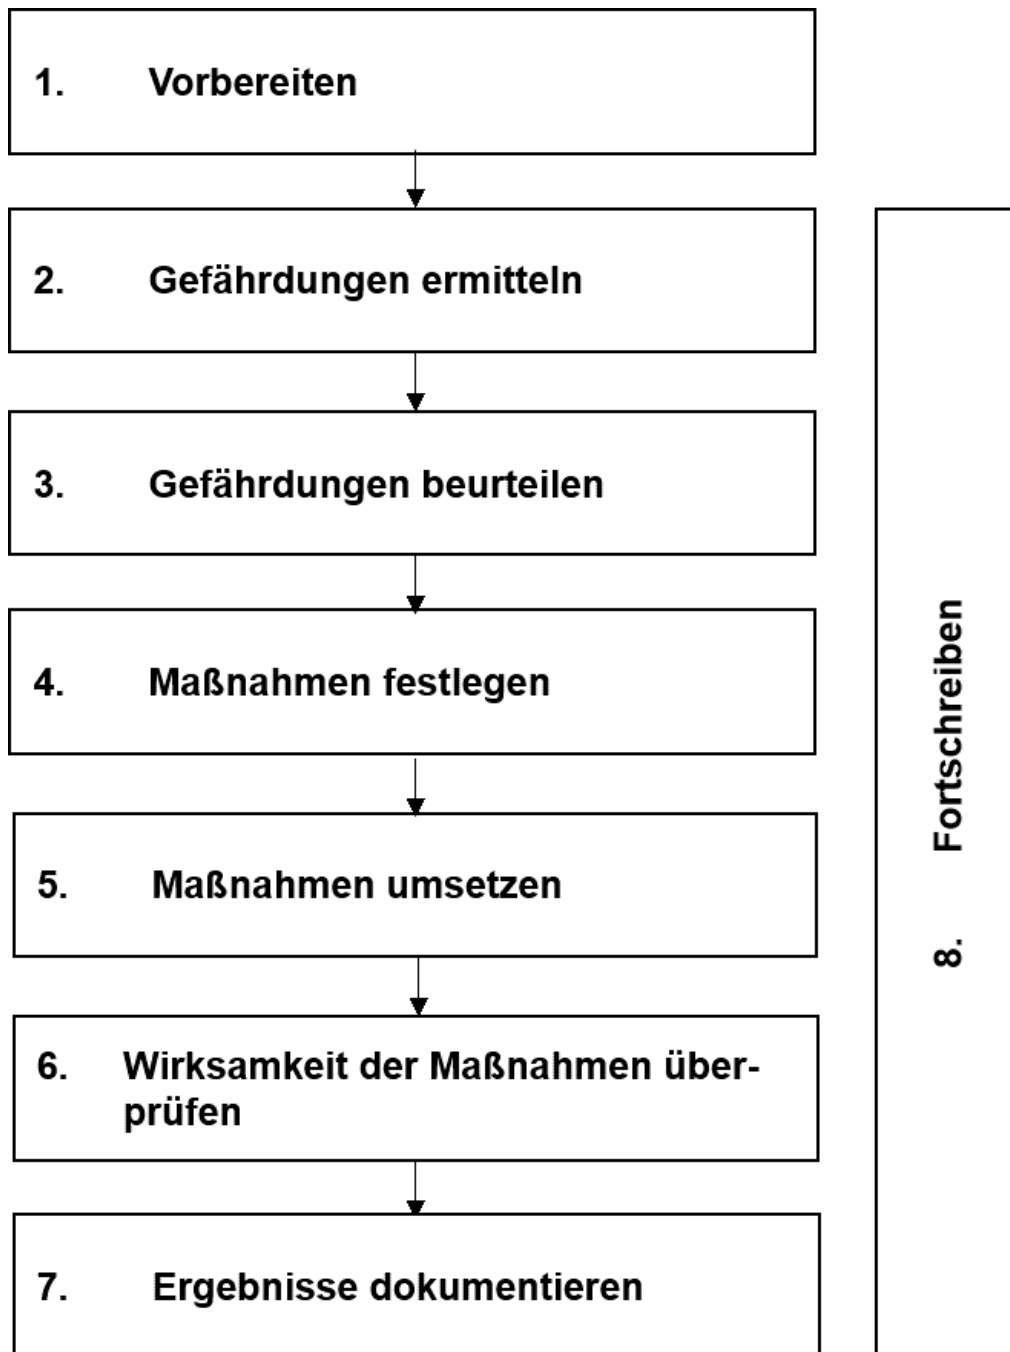 1. Vorbereiten
2. Gefährdungen ermitteln
3. Gefährdungen beurteilen
4. Maßnahmen festlegen
5. Maßnahmen umsetzen
6. Wirksamkeit der Maßnahmen über-
prüfen
7. Ergebnisse dokumentieren
8. Fortschreiben